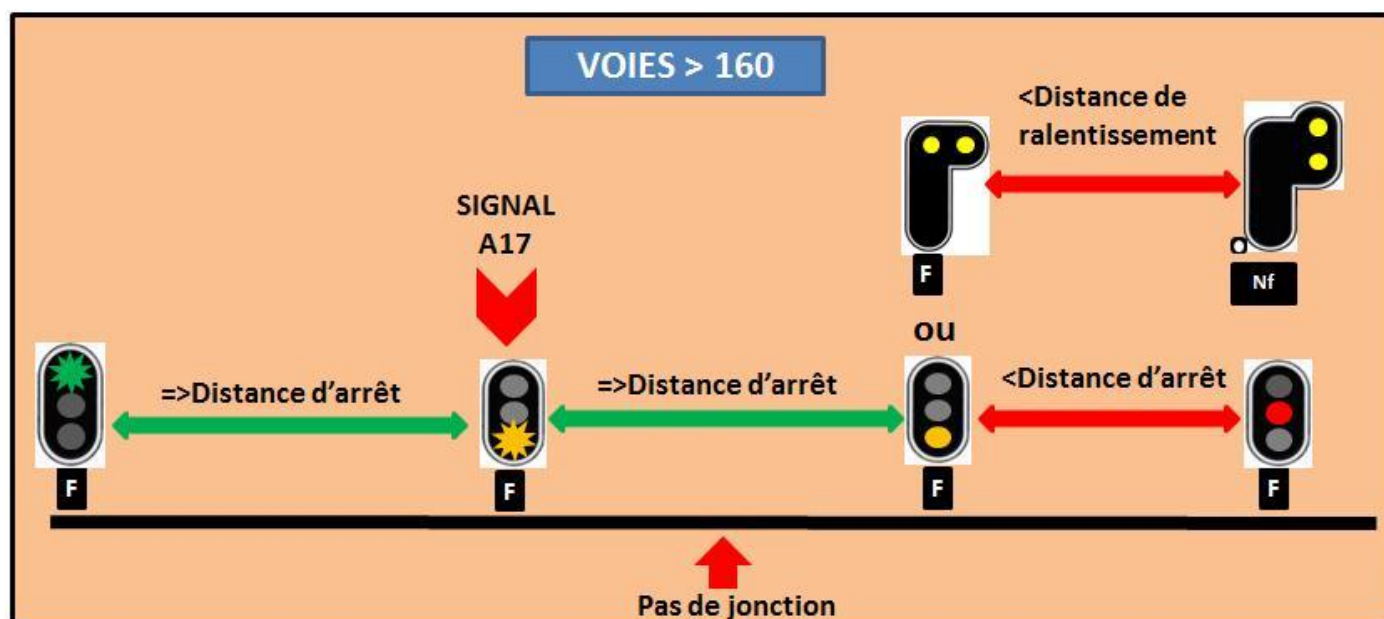 VOIES > 160
<Distance de
ralentissement
SIGNAL
A17
F
Nf
ou
=>Distance d'arrêt
=>Distance d'arrêt
<Distance d'arrêt
F
F
F
F
Pas de jonction